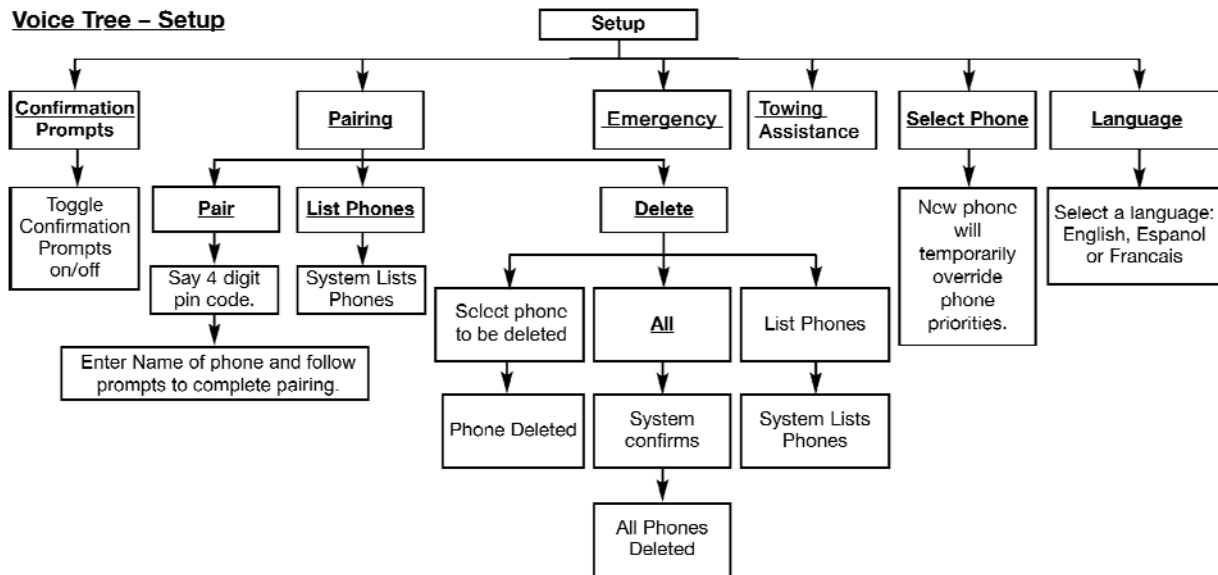 Voice Tree – Setup
Setup
Confirmation
Prompts
Pairing
Emergency
Towing
Assistance
Select Phone
Language
Toggle
Confirmation
Prompts
on/off
Pair
List Phones
Delete
New phone
will
temporarily
override
phone
priorities.
Select a language:
English, Espanol
or Francais
Say 4 digit
pin code.
System Lists
Phones
Select phone
to be deleted
All
List Phones
Enter Name of phone and follow
prompts to complete pairing.
Phone Deleted
System
confirms
System Lists
Phones
All Phones
Deleted